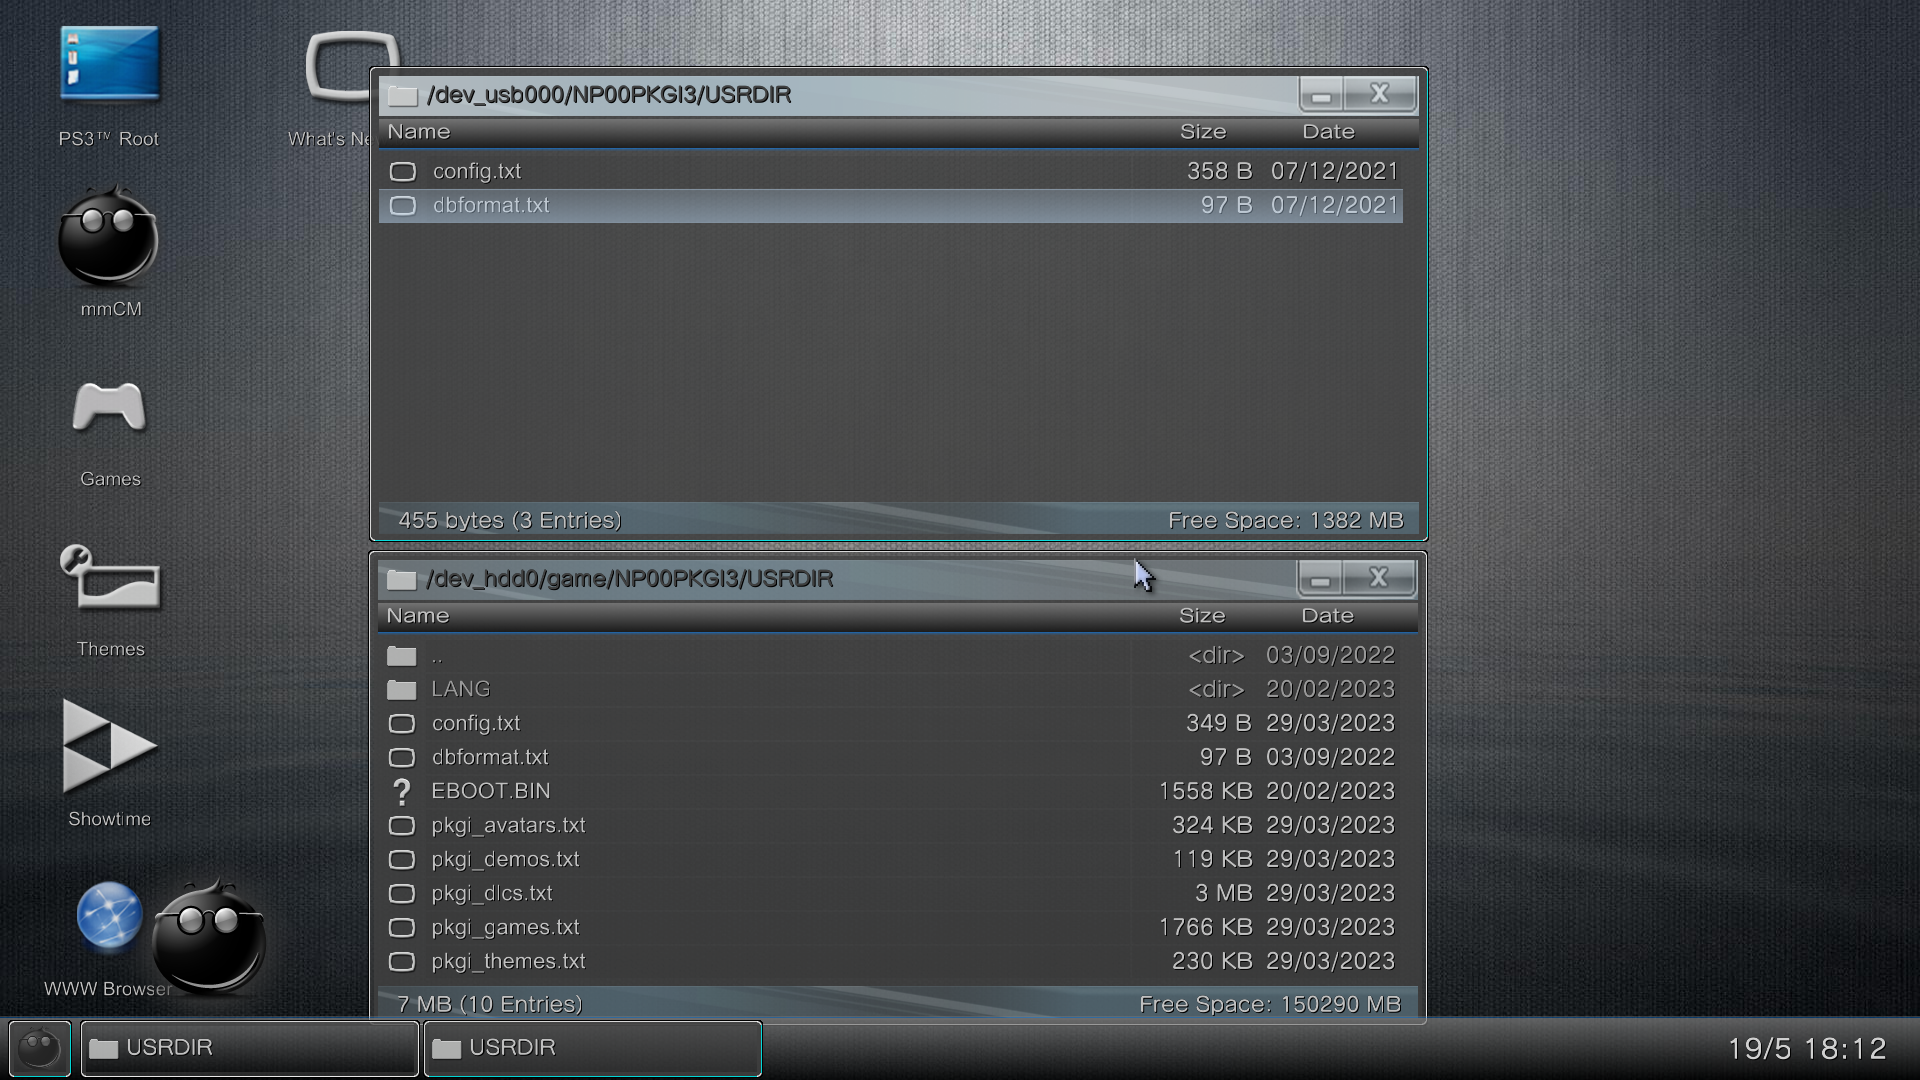 PS3™ Root
What's Ne
mmCM
Games
Themes
Showtime
WWW Browser
/dev_usb000/NP00PKGI3/USRDIR
X
Name Size Date
config.txt 358 B 07/12/2021
dbformat.txt 97 B 07/12/2021
455 bytes (3 Entries) Free Space: 1382 MB
/dev_hdd0/game/NP00PKGI3/USRDIR
X
Name Size Date
.. <dir> 03/09/2022
LANG <dir> 20/02/2023
config.txt 349 B 29/03/2023
dbformat.txt 97 B 03/09/2022
? EBOOT.BIN 1558 KB 20/02/2023
pkgi_avatars.txt 324 KB 29/03/2023
pkgi_demos.txt 119 KB 29/03/2023
pkgi_dlcs.txt 3 MB 29/03/2023
pkgi_games.txt 1766 KB 29/03/2023
pkgi_themes.txt 230 KB 29/03/2023
7 MB (10 Entries) Free Space: 150290 MB
USRDIR USRDIR 19/5 18:12